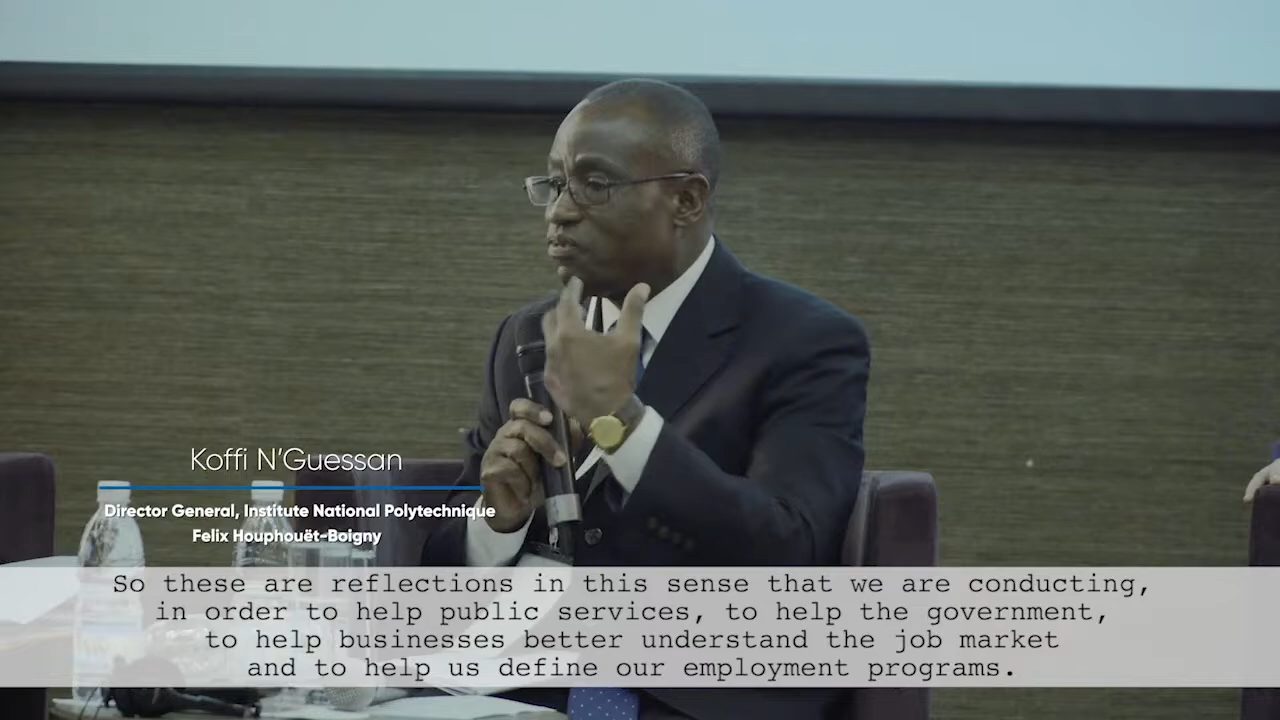 Koffi N'Guessan
Director General, Institute National Polytechnique
Felix Houphouët-Boigny
So these are reflections in this sense that we are conducting,
in order to help public services, to help the government,
to help businesses better understand the job market
and to help us define our employment programs.